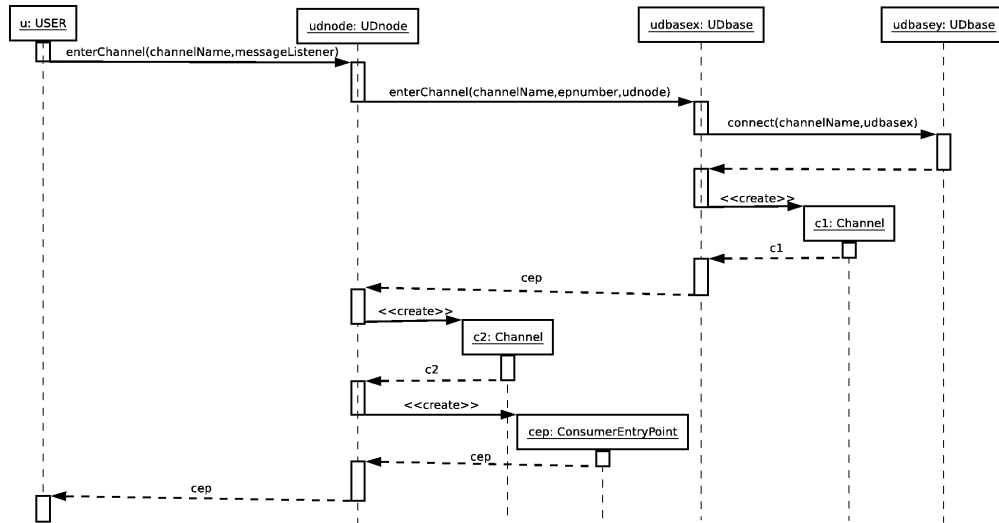 u: USER
udnode: UDnode
udbasex: UDbase
udbasey: UDbase
enterChannel(channelName,messageListener)
enterChannel(channelName,epnumber,udnode)
connect(channelName,udbasex)
<<create>>
c1: Channel
c1
cep
<<create>>
c2: Channel
c2
<<create>>
cep: ConsumerEntryPoint
cep
cep